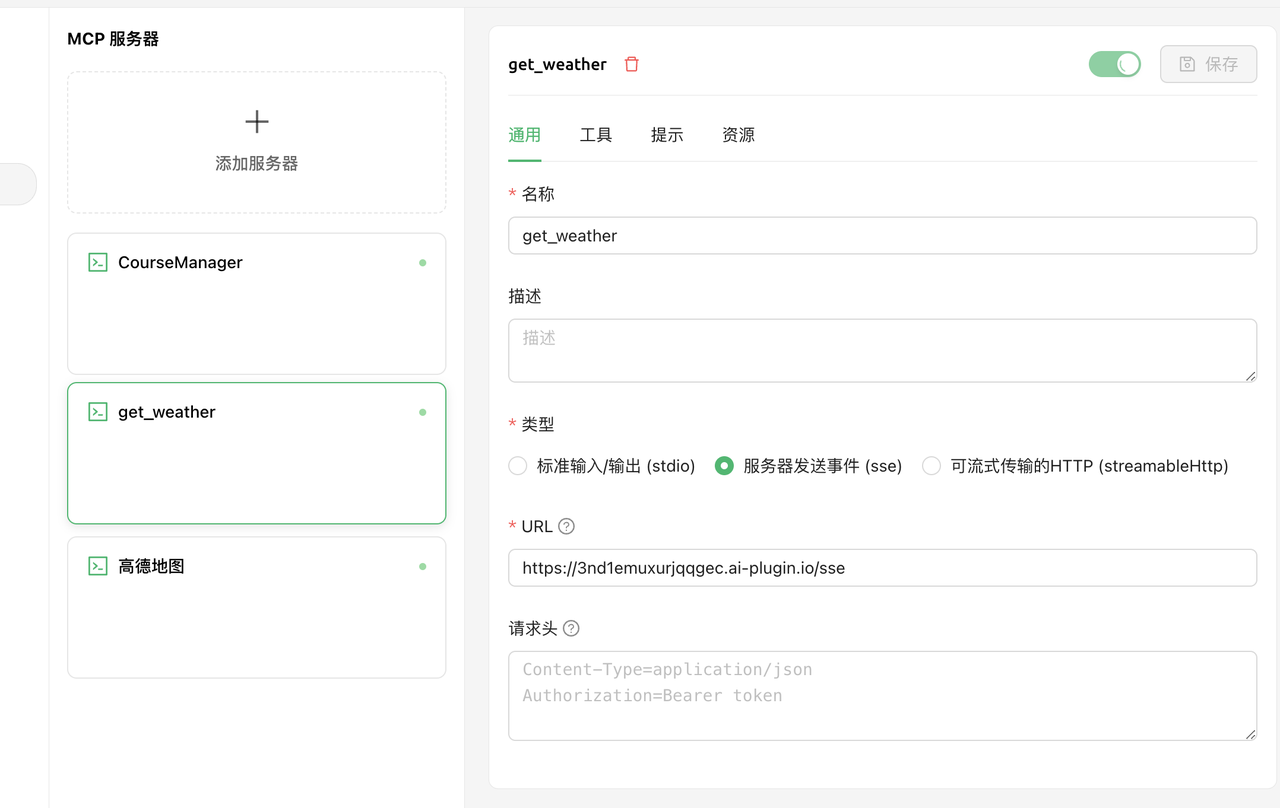 MCP 服务器
添加服务器
CourseManager
get_weather
高德地图
get_weather
保存
通用 工具 提示 资源
* 名称
get_weather
描述
描述
* 类型
标准输入/输出 (stdio) 服务器发送事件 (sse) 可流式传输的HTTP (streamableHttp)
* URL
https://3nd1emuxurjqqgec.ai-plugin.io/sse
请求头
Content-Type=application/json
Authorization=Bearer token